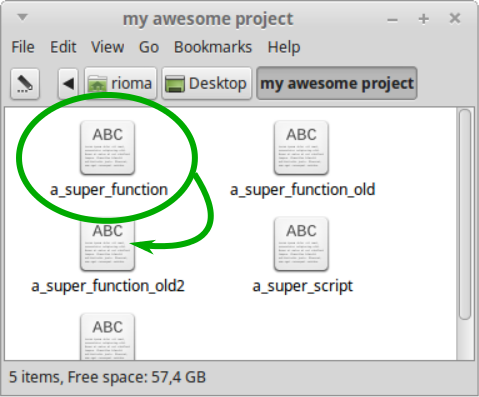 my awesome project
File Edit View Go Bookmarks Help
rioma Desktop my awesome project
ABC ABC
a_super_function a_super_function_old
ABC ABC
a_super_function_old2 a_super_script
ABC
5 items, Free space: 57,4 GB